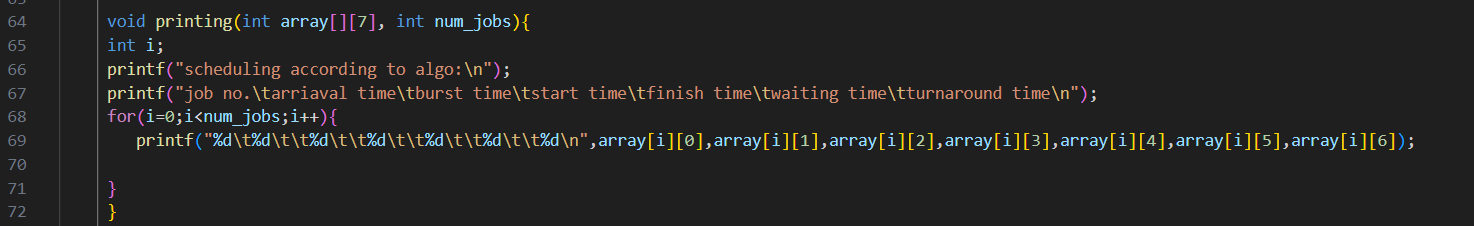 64 void printing(int array[][7], int num_jobs){
65 int i;
66 printf("scheduling according to algo:\n");
67 printf("job no.\tarriaval time\tburst time\tstart time\tfinish time\twaiting time\tturnaround time\n");
68 for(i=0;i<num_jobs;i++){
69 printf("%d\t%d\t\t%d\t\t%d\t\t%d\t\t%d\t\t%d\n",array[i][0],array[i][1],array[i][2],array[i][3],array[i][4],array[i][5],array[i][6]);
70
71 }
72 }